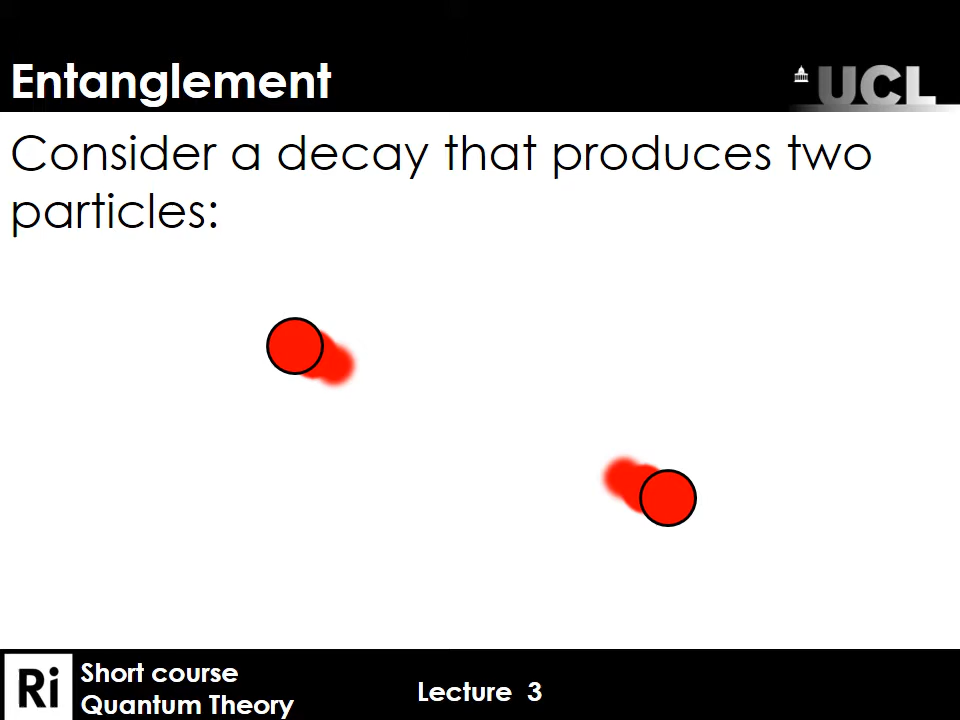 Entanglement
UCL
Consider a decay that produces two
particles:
Ri
Short course
Quantum Theory
Lecture 3